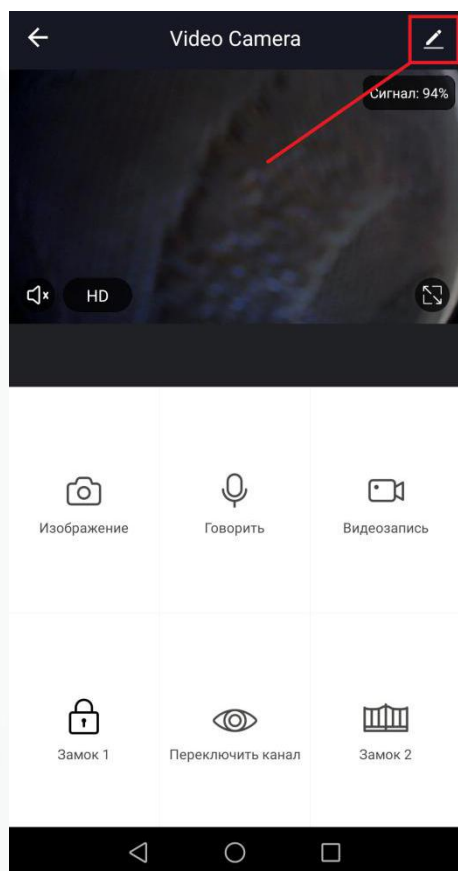 Video Camera
Сигнал: 94%
HD
Изображение
Говорить
Видеозапись
Замок 1
Переключить канал
Замок 2